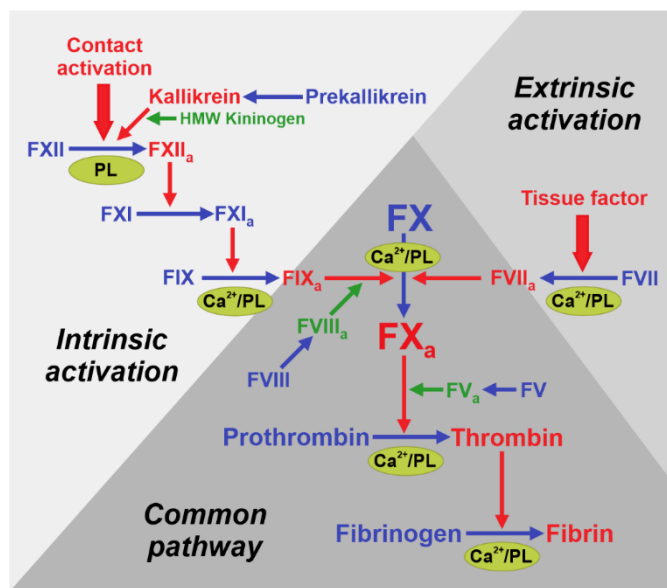 Contact
activation
Kallikrein
Prekallikrein
HMW Kininogen
FXII
FXIIa
PL
FXI
FXIa
FIX
Ca2+/PL
FIXa
FVIIIa
FVIII
Intrinsic
activation
Extrinsic
activation
Tissue factor
FVIIa
FVII
Ca2+/PL
FX
Ca2+/PL
FXa
FVa
FV
Prothrombin
Thrombin
Ca2+/PL
Fibrinogen
Fibrin
Ca2+/PL
Common
pathway